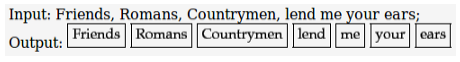 Input: Friends, Romans, Countrymen, lend me your ears;
Output: Friends Romans Countrymen lend me your ears